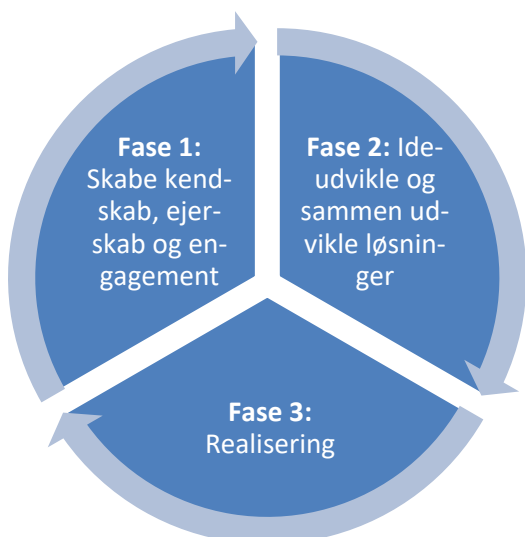 Fase 1:
Skabe kend-
skab, ejer-
skab og en-
gagement
Fase 2: Ide-
udvikle og
sammen ud-
vikle løsnin-
ger
Fase 3:
Realisering